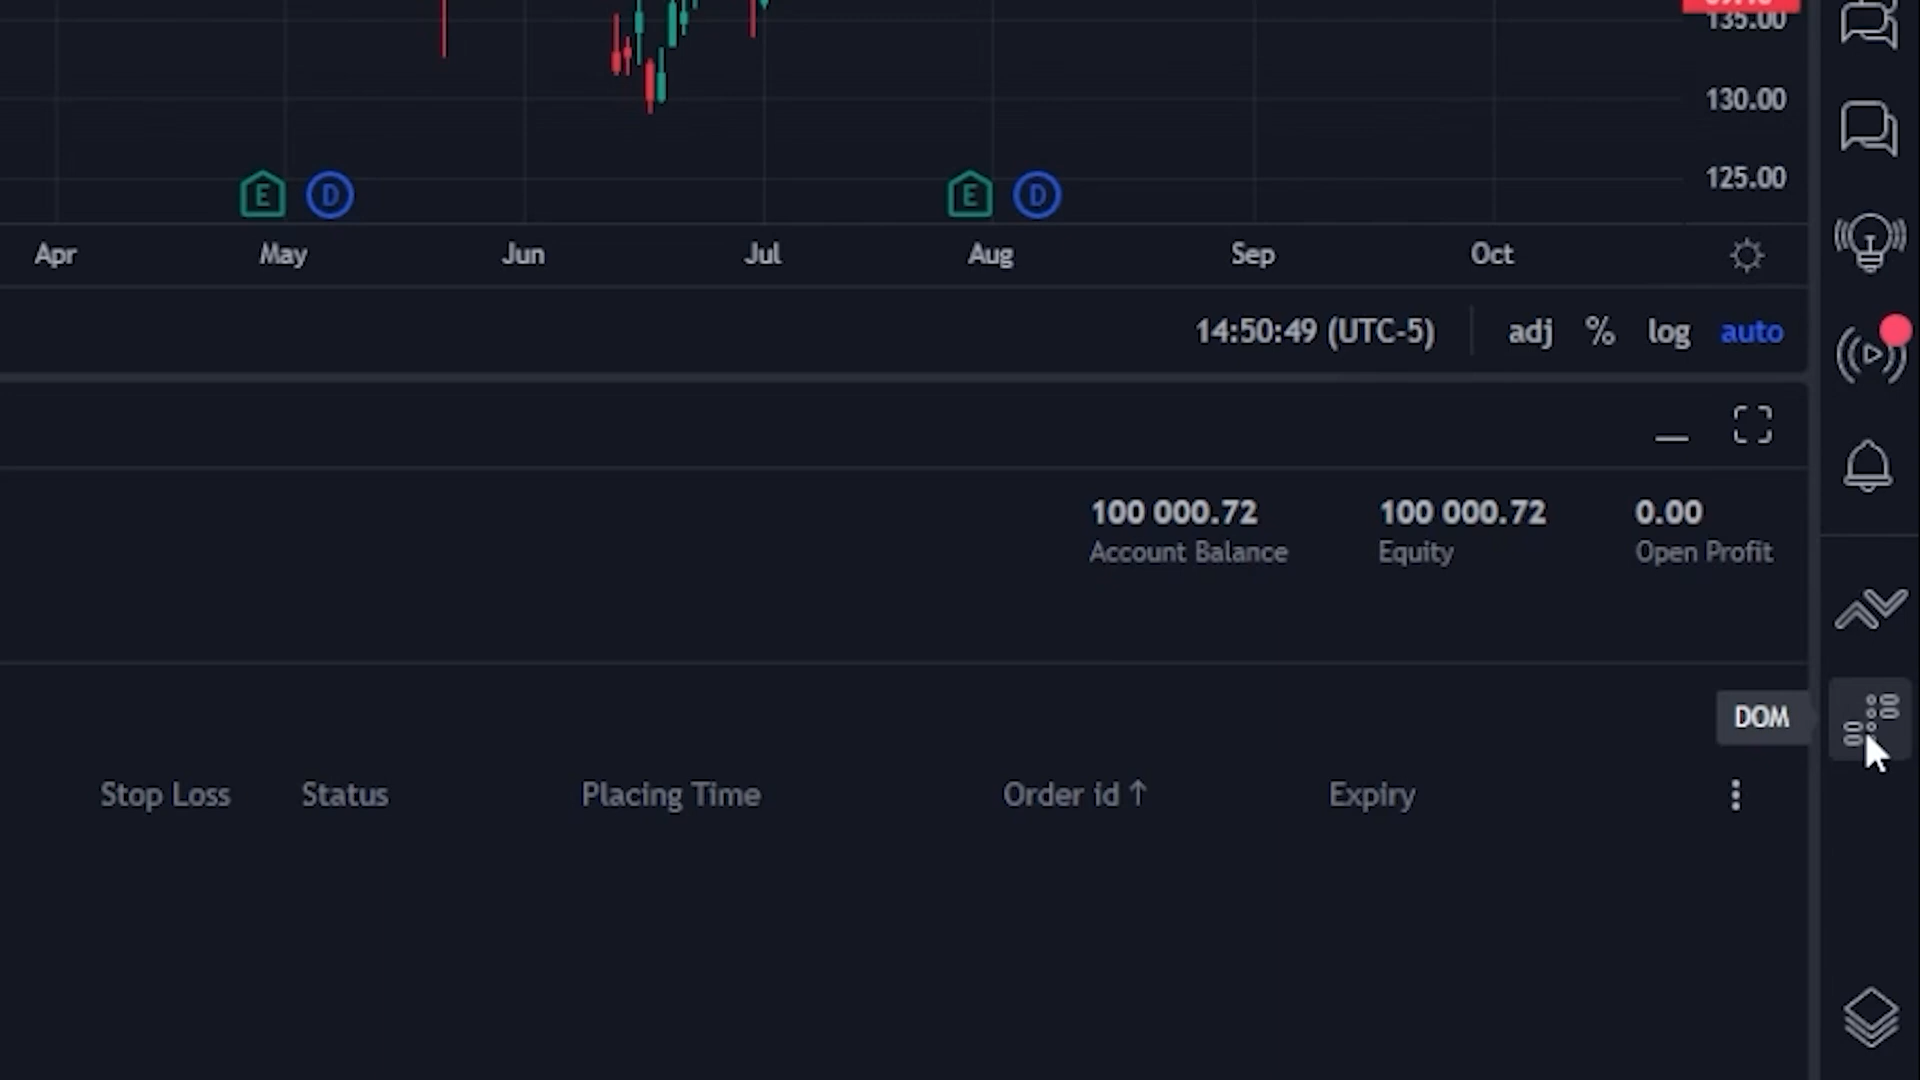 135.00
130.00
125.00
E D E D
Apr May Jun Jul Aug Sep Oct
14:50:49 (UTC-5) adj % log auto
100 000.72 100 000.72 0.00
Account Balance Equity Open Profit
DOM
Stop Loss Status Placing Time Order id ↑ Expiry